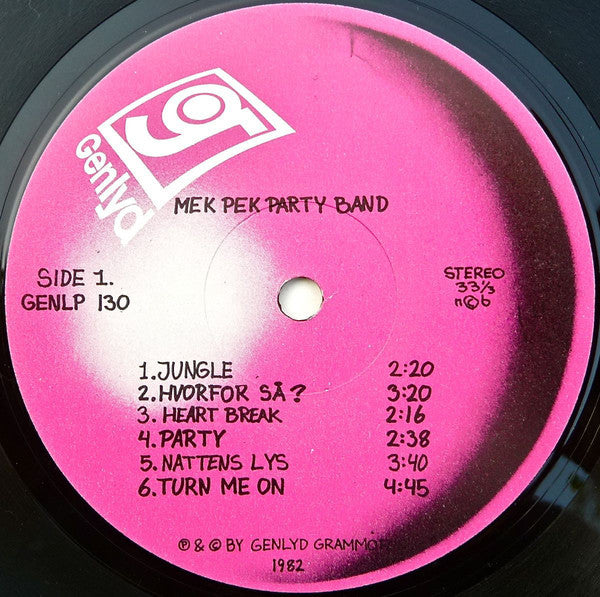 g
Genlyd
MEK PEK PARTY BAND
SIDE 1.
GENLP 130
STEREO
33⅓
n©b
1. JUNGLE 2:20
2. HVORFOR SÅ? 3:20
3. HEART BREAK 2:16
4. PARTY 2:38
5. NATTENS LYS 3:40
6. TURN ME ON 4:45
℗ & © BY GENLYD
1982